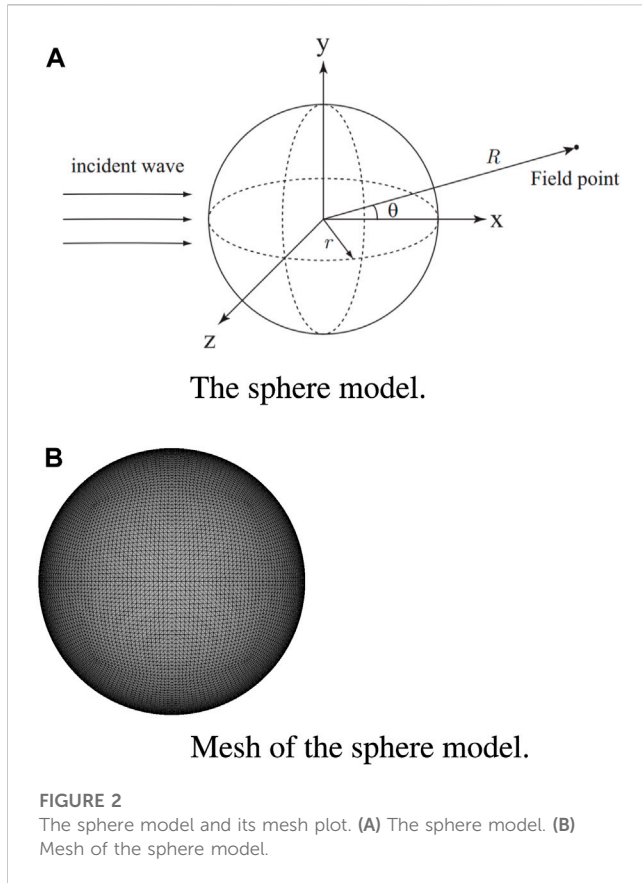 A
y
incident wave
R
Field point
θ
x
r
z
The sphere model.
B
Mesh of the sphere model.
FIGURE 2
The sphere model and its mesh plot. (A) The sphere model. (B)
Mesh of the sphere model.